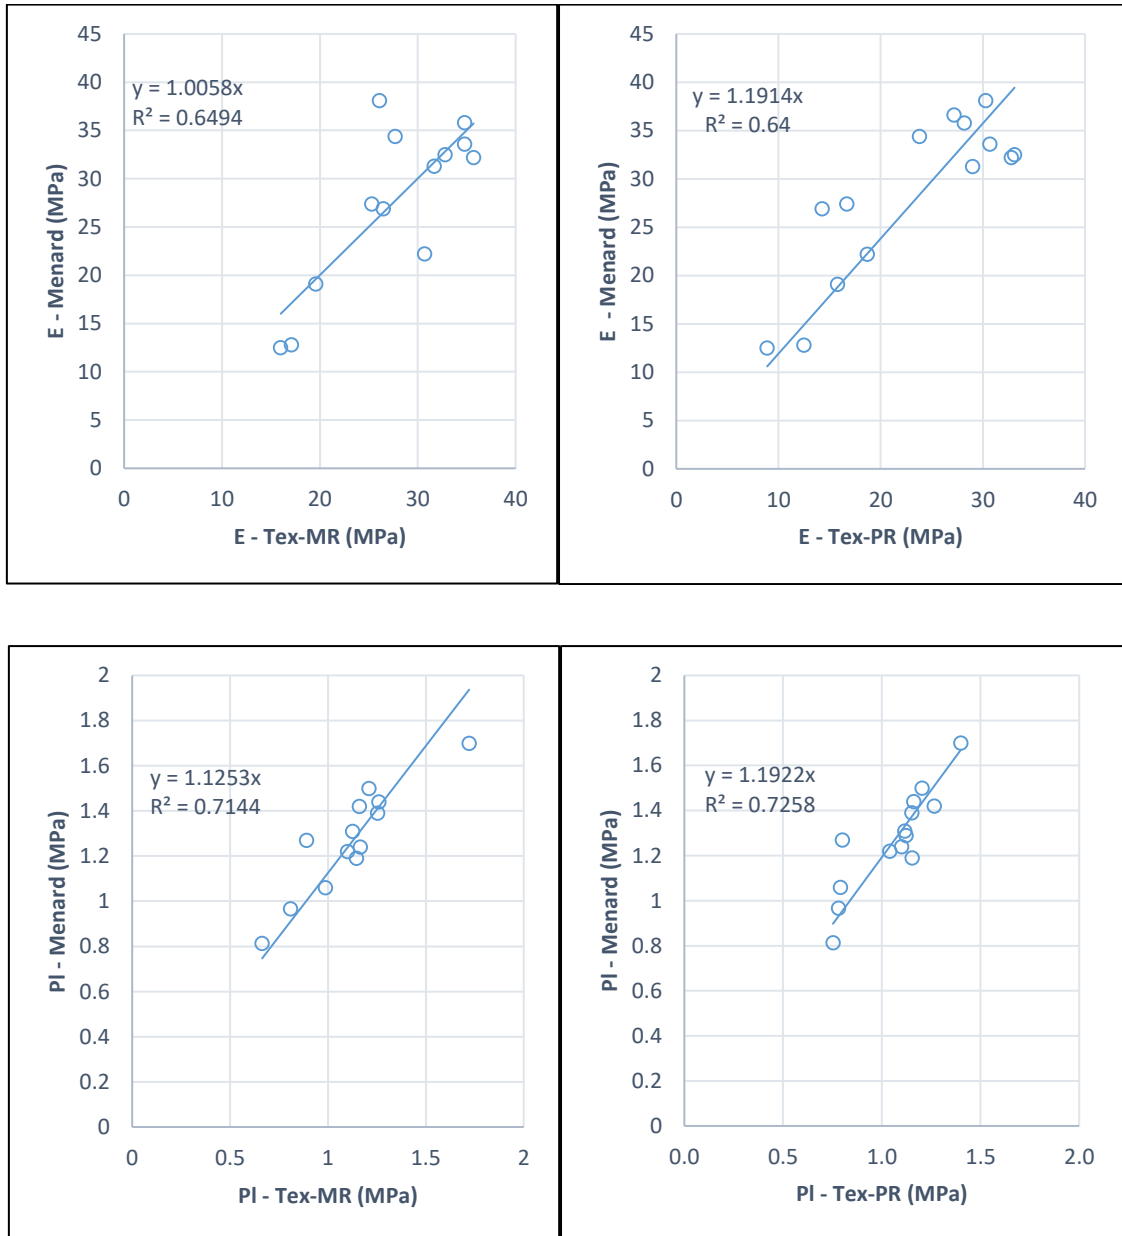 45
40
35
30
25
20
15
10
5
0
E - Menard (MPa)
y = 1.0058x
R² = 0.6494
0 10 20 30 40
E - Tex-MR (MPa)
45
40
35
30
25
20
15
10
5
0
E - Menard (MPa)
y = 1.1914x
R² = 0.64
0 10 20 30 40
E - Tex-PR (MPa)
2
1.8
1.6
1.4
1.2
1
0.8
0.6
0.4
0.2
0
Pl - Menard (MPa)
y = 1.1253x
R² = 0.7144
0 0.5 1 1.5 2
Pl - Tex-MR (MPa)
2
1.8
1.6
1.4
1.2
1
0.8
0.6
0.4
0.2
0
Pl - Menard (MPa)
y = 1.1922x
R² = 0.7258
0.0 0.5 1.0 1.5 2.0
Pl - Tex-PR (MPa)